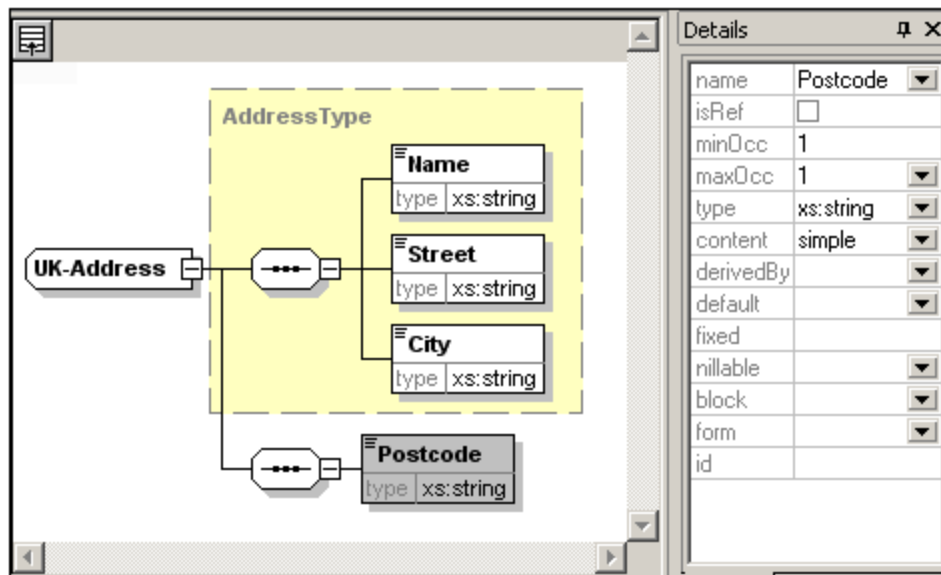 AddressType
Name
type xs:string
UK-Address
Street
type xs:string
City
type xs:string
Postcode
type xs:string
Details
name Postcode
isRef
minOcc 1
maxOcc 1
type xs:string
content simple
derivedBy
default
fixed
nillable
block
form
id